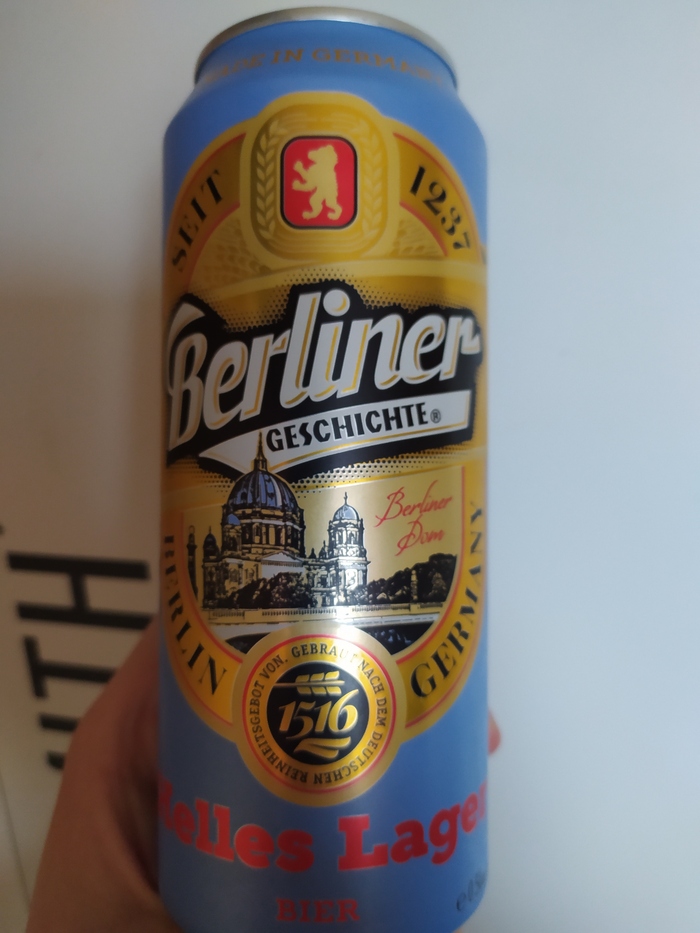 MADE IN GERMANY
SEIT 1237
Berliner
GESCHICHTE®
Berliner
Dom
BERLIN GERMANY
GEBRAUT NACH DEM DEUTSCHEN REINHEITSGEBOT VON
1516
Helles Lager
BIER